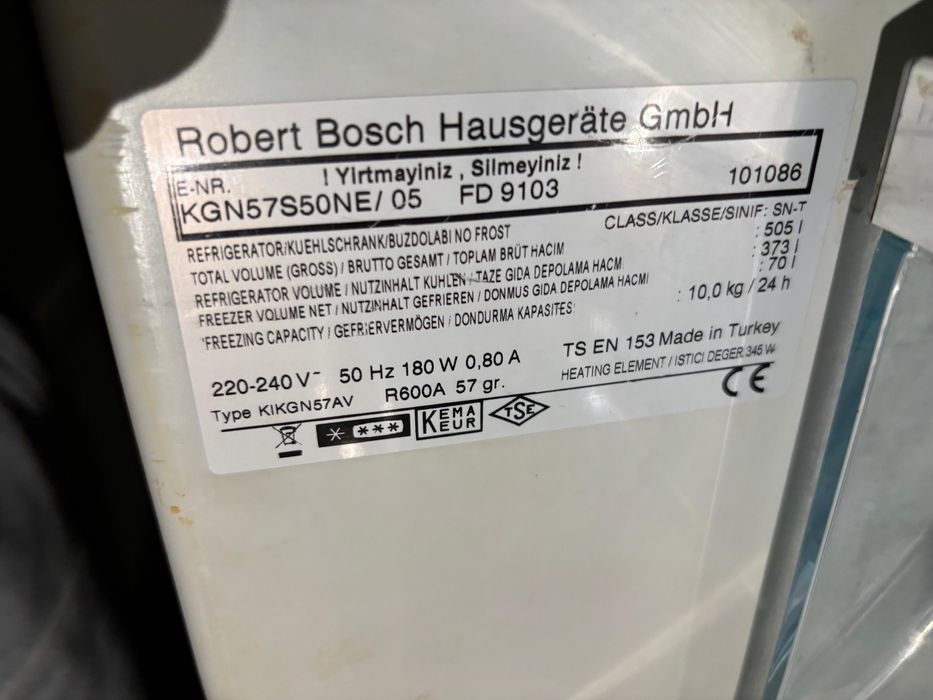 Robert Bosch Hausgeräte GmbH
! Yirtmayiniz , Silmeyiniz !
E-NR.
KGN57S50NE/ 05 FD 9103 101086
CLASS/KLASSE/SINIF: SN-T
REFRIGERATOR/KUEHLSCHRANK/BUZDOLABI NO FROST
TOTAL VOLUME (GROSS) / BRUTTO GESAMT / TOPLAM BRÜT HACIM : 505 l
REFRIGERATOR VOLUME / NUTZINHALT KUHLEN / TAZE GIDA DEPOLAMA HACM : 373 l
FREEZER VOLUME NET / NUTZINHALT GEFRIEREN / DONMUS GIDA DEPOLAMA HACMI : 70 l
*FREEZING CAPACITY / GEFRIERVERMÖGEN / DONDURMA KAPASITES : 10,0 kg / 24 h
TS EN 153 Made in Turkey
220-240 V~ 50 Hz 180 W 0,80 A
HEATING ELEMENT / ISTICI DEGER 345 W
Type KIKGN57AV R600A 57 gr.
* ***
KEMA
KEUR
TSE
CE